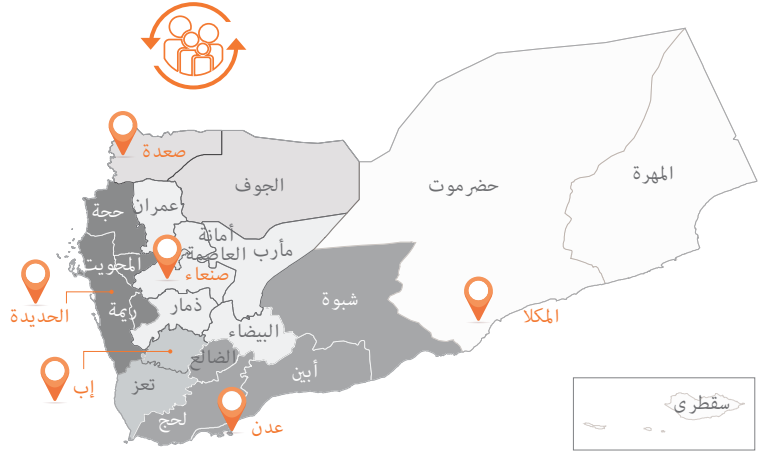 صعدة
الجوف
حضرموت
المهرة
حجة
عمران
أمانة
العاصمة
مأرب
المحويت
صنعاء
الحديدة
ريمة
ذمار
شبوة
المكلا
البيضاء
إب
الضالع
تعز
أبين
لحج
عدن
سقطرى